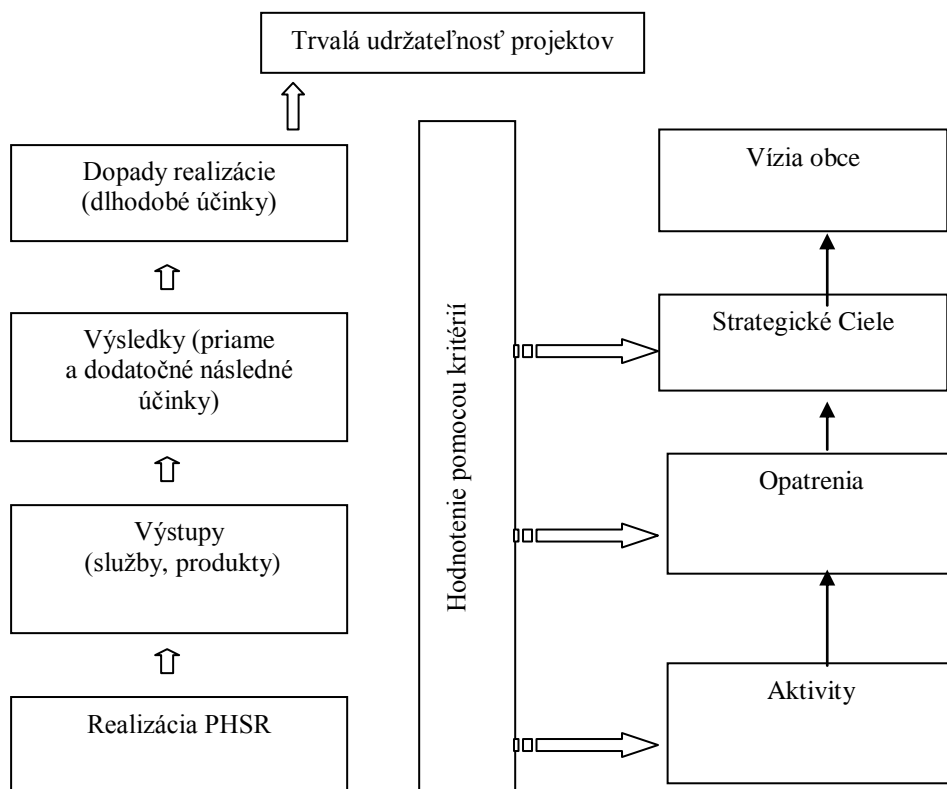 Trvalá udržateľnosť projektov
Dopady realizácie
(dlhodobé účinky)
Výsledky (priame
a dodatočné následné
účinky)
Výstupy
(služby, produkty)
Realizácia PHSR
Hodnotenie pomocou kritérií
Vízia obce
Strategické Ciele
Opatrenia
Aktivity